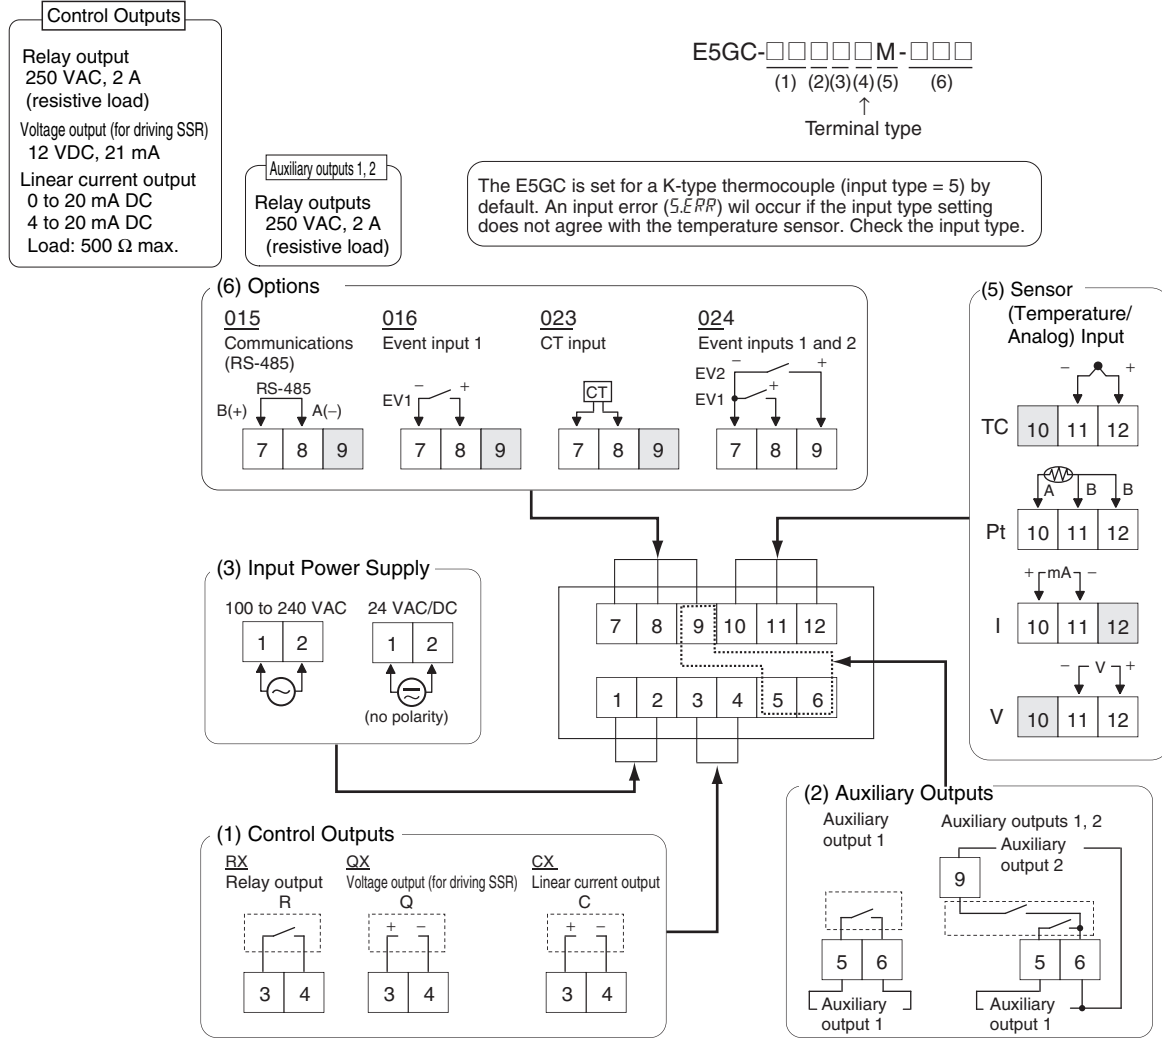 Control Outputs
Relay output
250 VAC, 2 A
(resistive load)
Voltage output (for driving SSR)
12 VDC, 21 mA
Linear current output
0 to 20 mA DC
4 to 20 mA DC
Load: 500 Ω max.
Auxiliary outputs 1, 2
Relay outputs
250 VAC, 2 A
(resistive load)
E5GC-□□□□□M-□□□
(1) (2)(3)(4)(5) (6)
↑
Terminal type
The E5GC is set for a K-type thermocouple (input type = 5) by
default. An input error (S.ERR) wil occur if the input type setting
does not agree with the temperature sensor. Check the input type.
(6) Options
015
Communications
(RS-485)
RS-485
B(+) A(−)
7 8 9
016
Event input 1
EV1 − +
7 8 9
023
CT input
CT
7 8 9
024
Event inputs 1 and 2
− +
EV2
EV1 +
7 8 9
(5) Sensor
(Temperature/
Analog) Input
− +
TC 10 11 12
A B B
Pt 10 11 12
+ mA −
I 10 11 12
− V +
V 10 11 12
(3) Input Power Supply
100 to 240 VAC
1 2
24 VAC/DC
1 2
(no polarity)
7 8 9 10 11 12
1 2 3 4 5 6
(1) Control Outputs
RX
Relay output
R
3 4
QX
Voltage output (for driving SSR)
Q
+ −
3 4
CX
Linear current output
C
+ −
3 4
(2) Auxiliary Outputs
Auxiliary
output 1
5 6
Auxiliary
output 1
Auxiliary outputs 1, 2
Auxiliary
output 2
9
5 6
Auxiliary
output 1